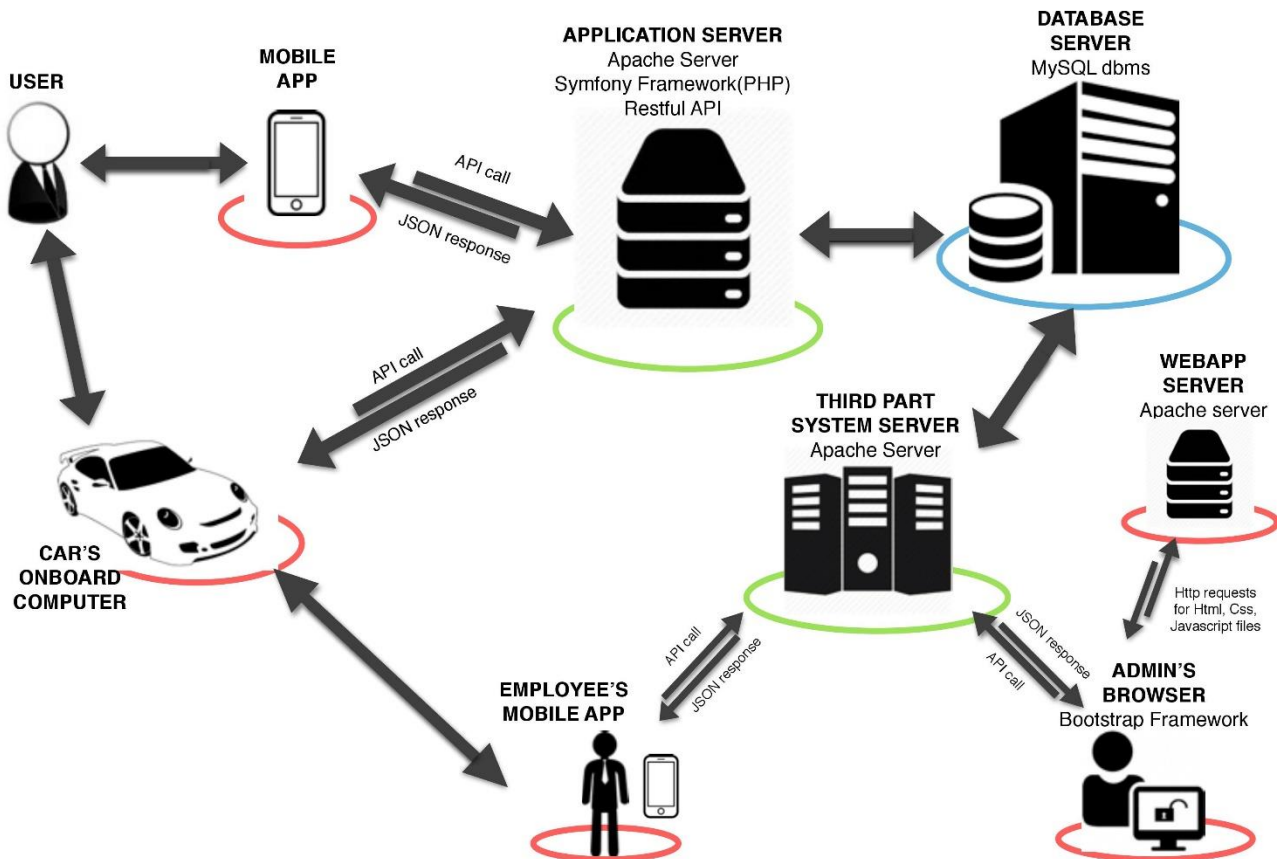 USER
MOBILE
APP
APPLICATION SERVER
Apache Server
Symfony Framework(PHP)
Restful API
DATABASE
SERVER
MySQL dbms
API call
JSON response
API call
JSON response
WEBAPP
SERVER
Apache server
THIRD PART
SYSTEM SERVER
Apache Server
CAR'S
ONBOARD
COMPUTER
Http requests
for Html, Css,
Javascript files
API call
JSON response
JSON response
API call
EMPLOYEE'S
MOBILE APP
ADMIN'S
BROWSER
Bootstrap Framework